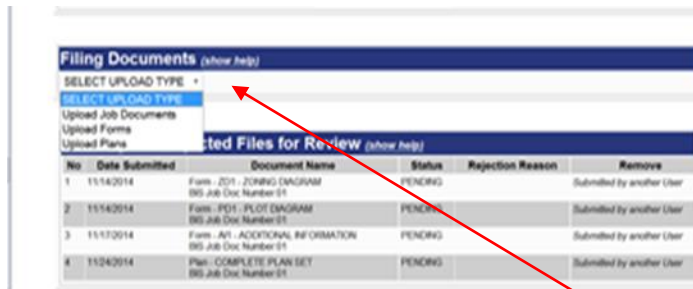 Filing Documents (show help)
SELECT UPLOAD TYPE
SELECT UPLOAD TYPE
Upload Job Documents
Upload Forms
Upload Plans
cted Files for Review (show help)
No Date Submitted Document Name Status Rejection Reason Remove
1 11/14/2014 Form - ZD1 - ZONING DIAGRAM PENDING Submitted by another User
BIS Job Doc Number 01
2 11/14/2014 Form - PD1 - PLOT DIAGRAM PENDING Submitted by another User
BIS Job Doc Number 01
3 11/17/2014 Form - AI1 - ADDITIONAL INFORMATION PENDING Submitted by another User
BIS Job Doc Number 01
4 11/24/2014 Plan - COMPLETE PLAN SET PENDING Submitted by another User
BIS Job Doc Number 01